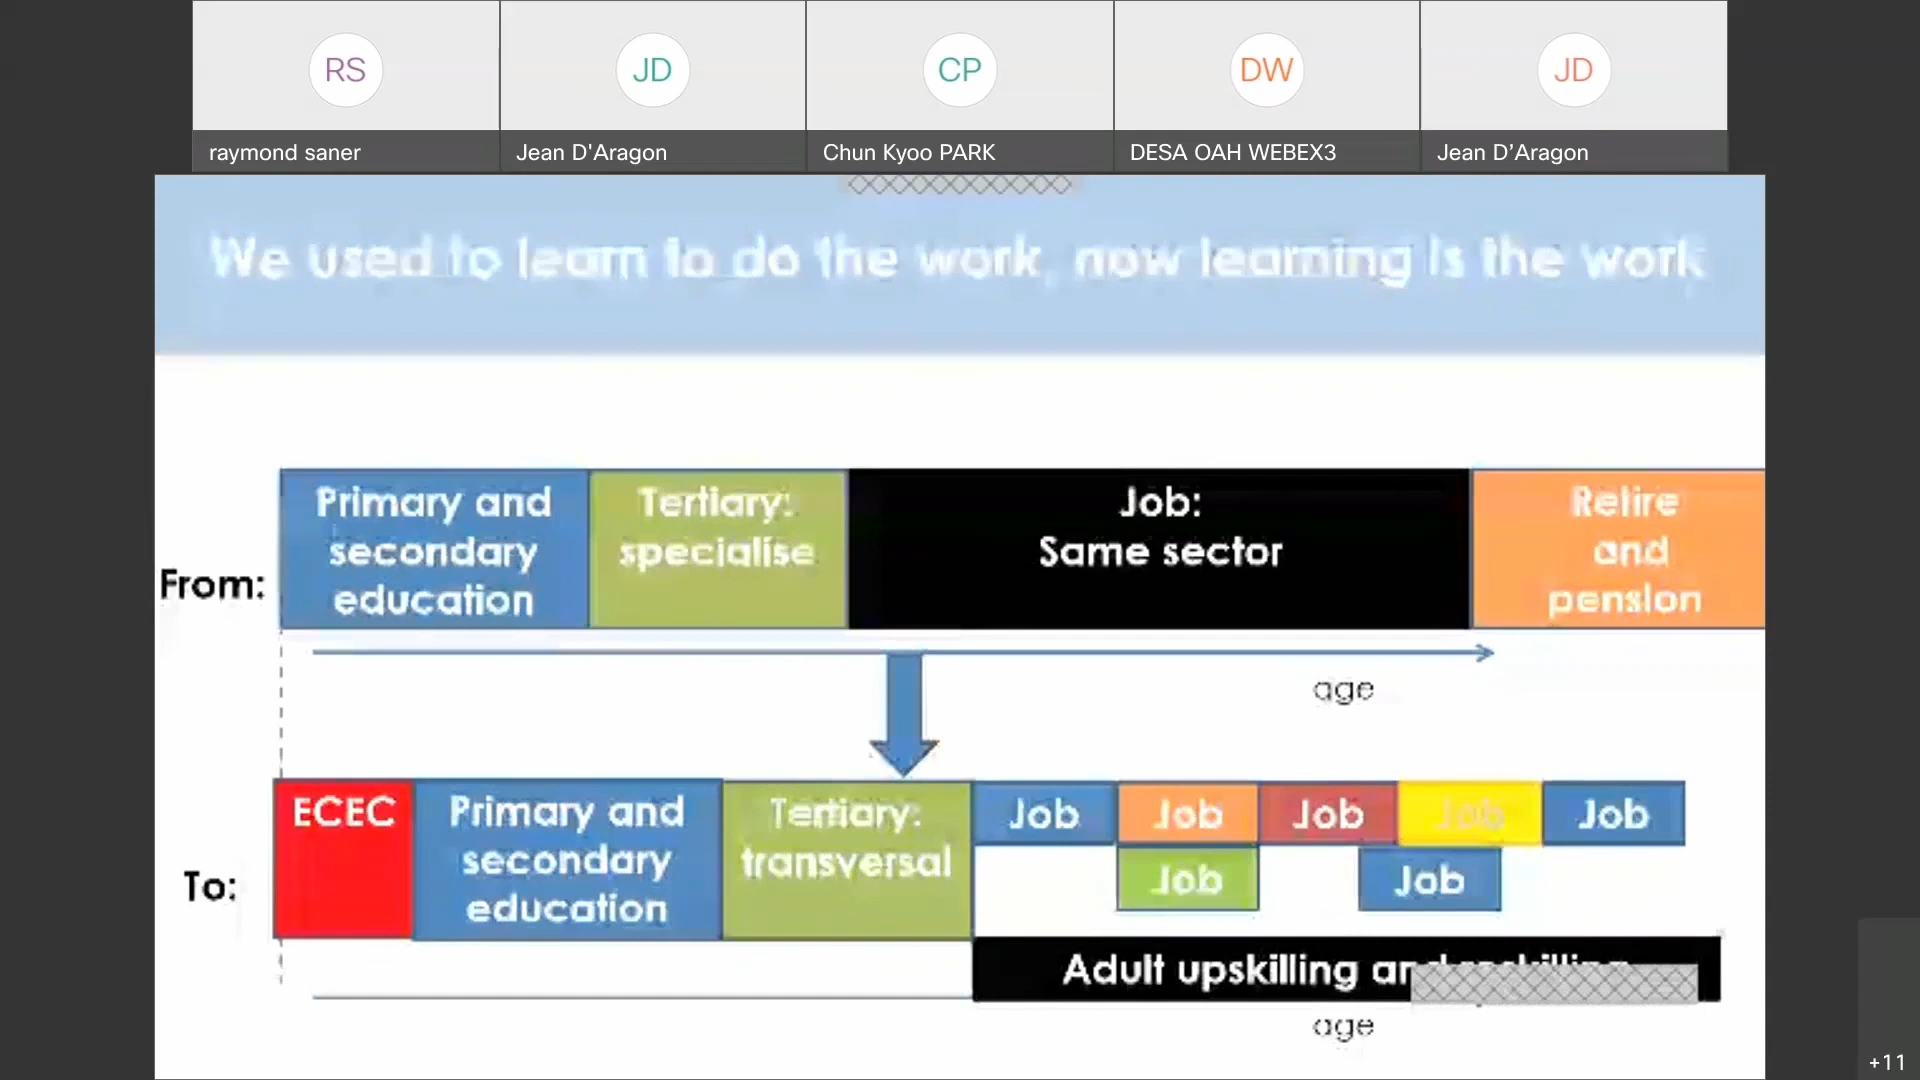 RS
JD
CP
DW
JD
raymond saner
Jean D'Aragon
Chun Kyoo PARK
DESA OAH WEBEX3
Jean D’Aragon
We used to learn to do the work, now learning is the work
From:
Primary and
secondary
education
Tertiary:
specialise
Job:
Same sector
Retire
and
pension
age
To:
ECEC
Primary and
secondary
education
Tertiary:
transversal
Job
Job
Job
Job
Job
Job
Job
Adult upskilling and reskilling
age
+11